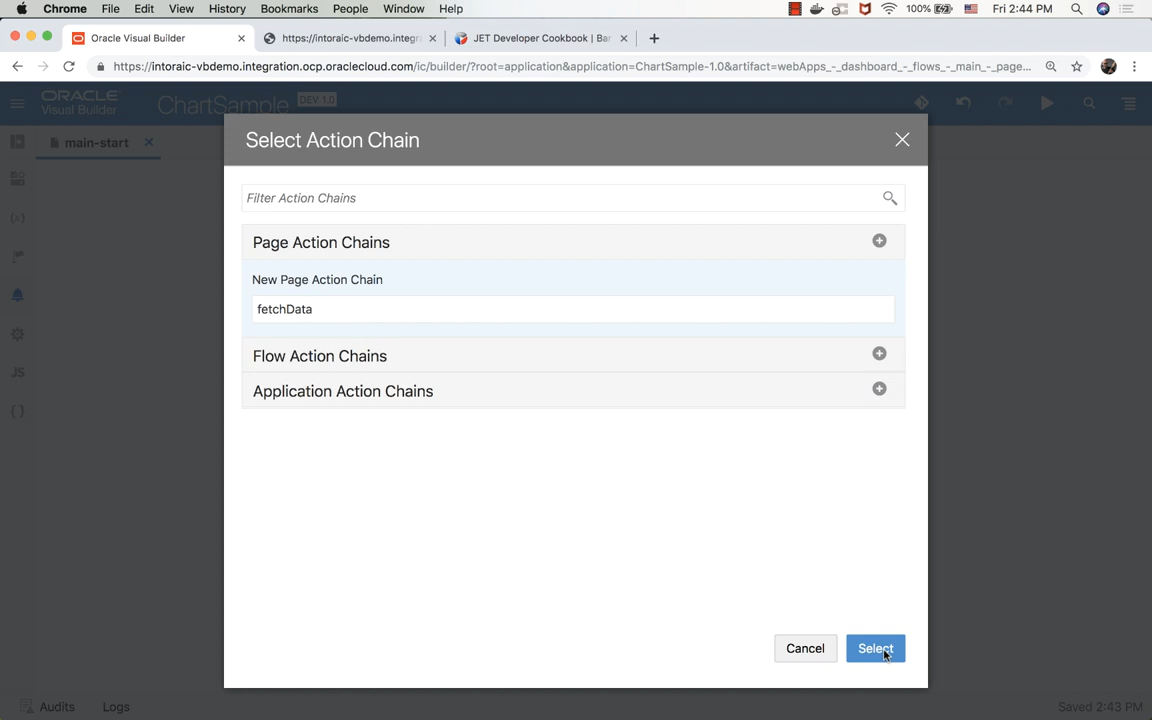 Chrome File Edit View History Bookmarks People Window Help 100% Fri 2:44 PM
Oracle Visual Builder https://intoraic-vbdemo.integr JET Developer Cookbook | Bar
https://intoraic-vbdemo.integration.ocp.oraclecloud.com/ic/builder/?root=application&application=ChartSample-1.0&artifact=webApps_-_dashboard_-_flows_-_main_-_page...
ORACLE
Visual Builder
ChartSample DEV 1.0
main-start
Select Action Chain
Filter Action Chains
Page Action Chains
New Page Action Chain
fetchData
Flow Action Chains
Application Action Chains
JS
Cancel Select
Audits Logs Saved 2:43 PM